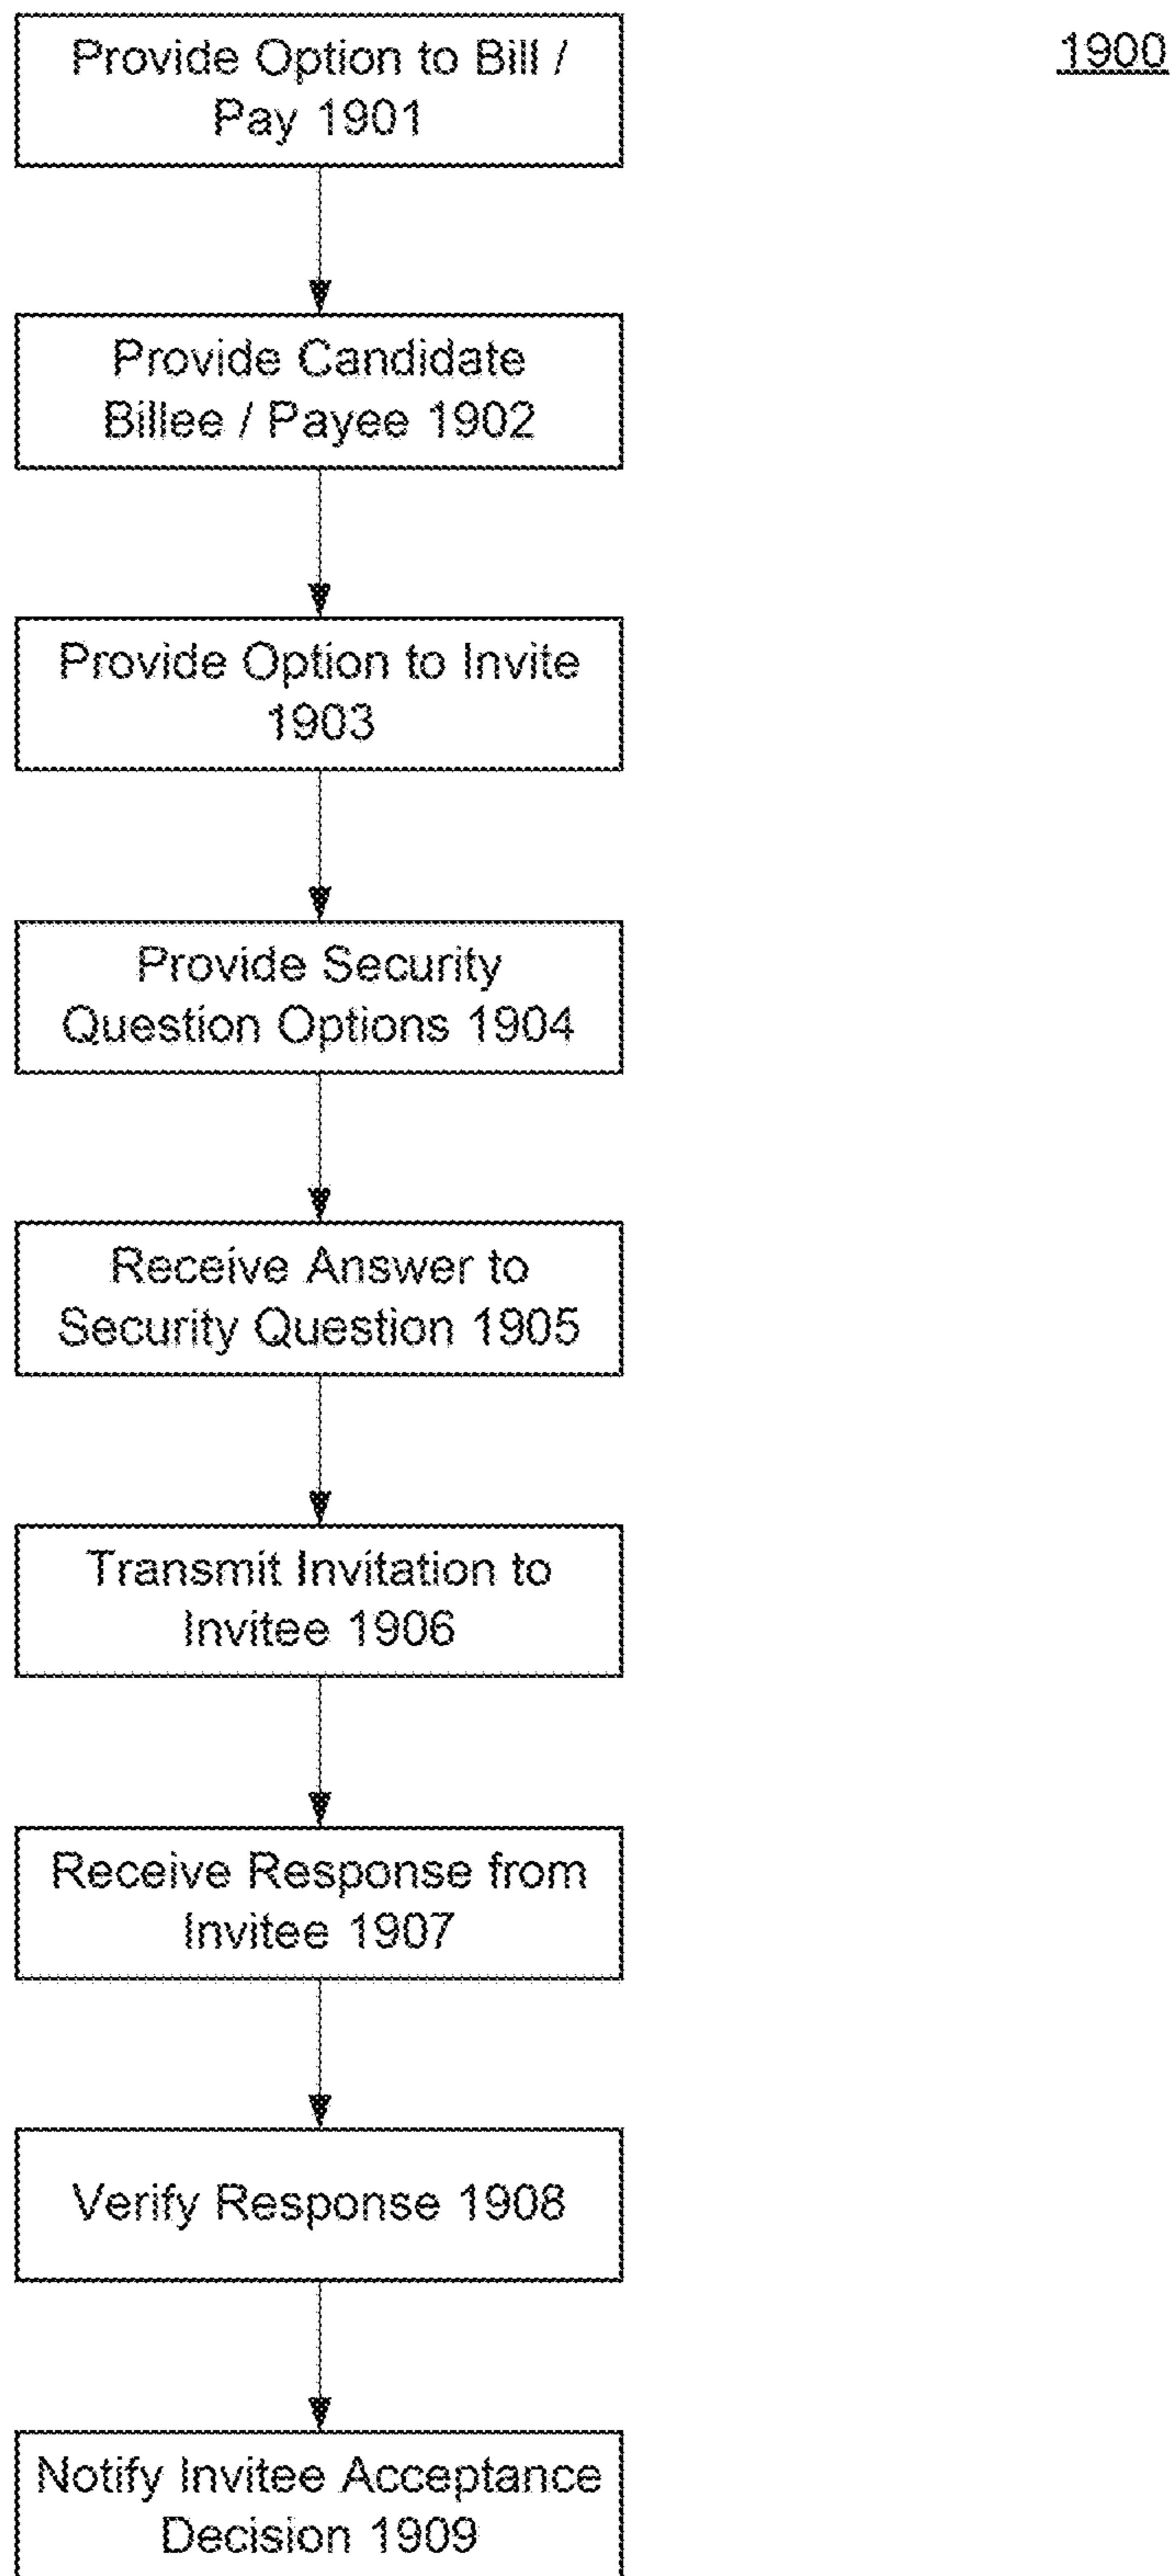 Provide Option to Bill /
Pay 1901
1900
Provide Candidate
Billee / Payee 1902
Provide Option to Invite
1903
Provide Security
Question Options 1904
Receive Answer to
Security Question 1905
Transmit Invitation to
Invitee 1906
Receive Response from
Invitee 1907
Verify Response 1908
Notify Invitee Acceptance
Decision 1909